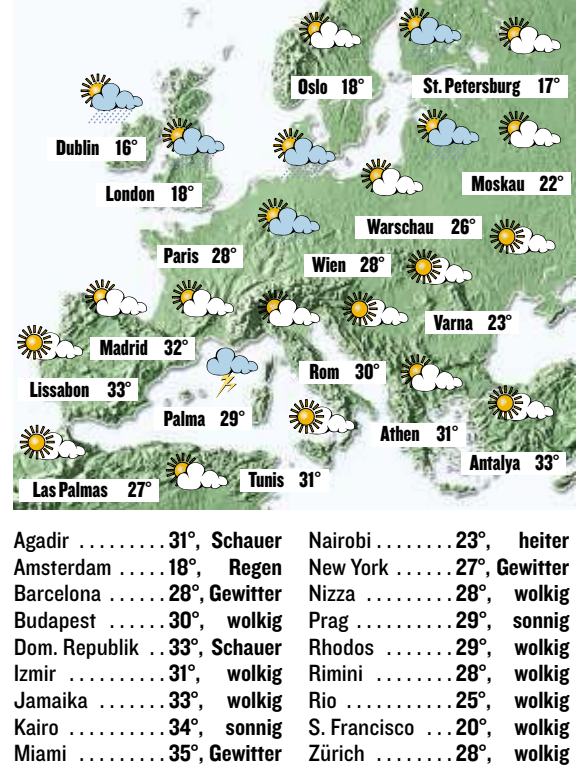 Oslo 18°
St. Petersburg 17°
Dublin 16°
Moskau 22°
London 18°
Warschau 26°
Paris 28°
Wien 28°
Varna 23°
Madrid 32°
Rom 30°
Lissabon 33°
Palma 29°
Athen 31°
Antalya 33°
Tunis 31°
Las Palmas 27°
Agadir ......... 31°, Schauer
Amsterdam ..... 18°, Regen
Barcelona ...... 28°, Gewitter
Budapest ...... 30°, wolkig
Dom. Republik .. 33°, Schauer
Izmir .......... 31°, wolkig
Jamaika ........ 33°, wolkig
Kairo .......... 34°, sonnig
Miami ......... 35°, Gewitter
Nairobi ........ 23°, heiter
New York ...... 27°, Gewitter
Nizza ......... 28°, wolkig
Prag .......... 29°, sonnig
Rhodos ........ 29°, wolkig
Rimini ......... 28°, wolkig
Rio ........... 25°, wolkig
S. Francisco ... 20°, wolkig
Zürich ......... 28°, wolkig